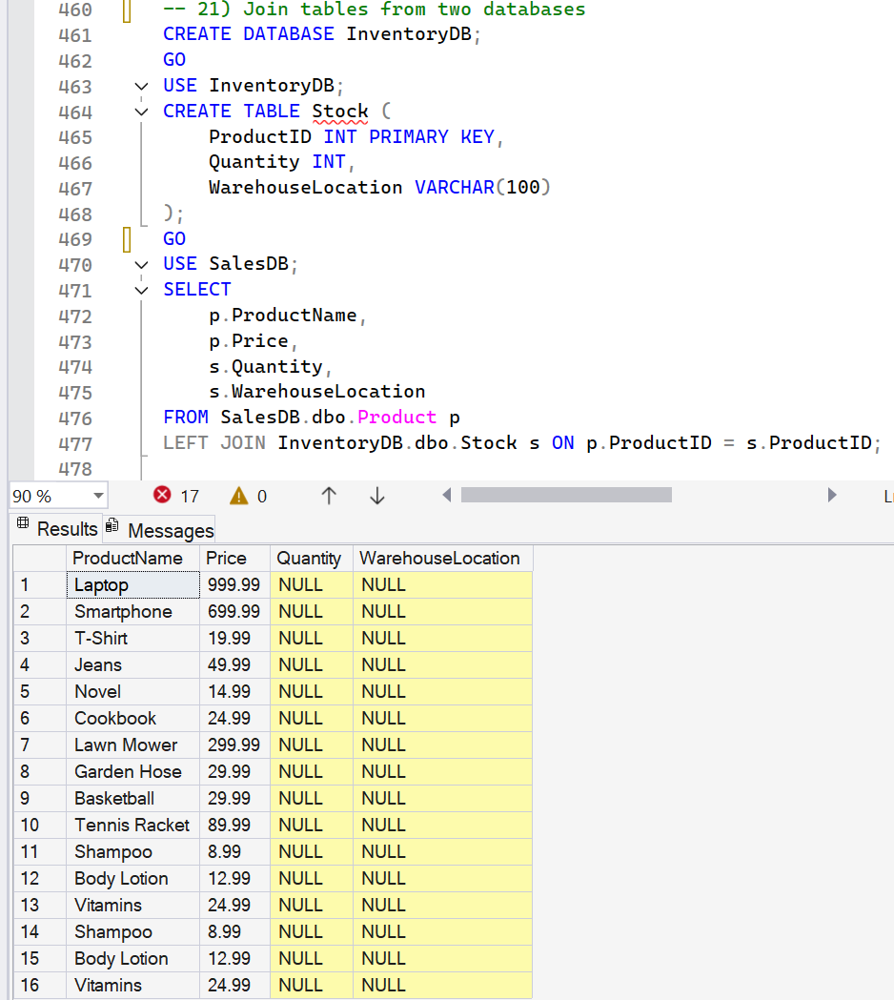 460 -- 21) Join tables from two databases
461 CREATE DATABASE InventoryDB;
462 GO
463 USE InventoryDB;
464 CREATE TABLE Stock (
465 ProductID INT PRIMARY KEY,
466 Quantity INT,
467 WarehouseLocation VARCHAR(100)
468 );
469 GO
470 USE SalesDB;
471 SELECT
472 p.ProductName,
473 p.Price,
474 s.Quantity,
475 s.WarehouseLocation
476 FROM SalesDB.dbo.Product p
477 LEFT JOIN InventoryDB.dbo.Stock s ON p.ProductID = s.ProductID;
478
90 % 17 0
Results Messages
ProductName Price Quantity WarehouseLocation
1 Laptop 999.99 NULL NULL
2 Smartphone 699.99 NULL NULL
3 T-Shirt 19.99 NULL NULL
4 Jeans 49.99 NULL NULL
5 Novel 14.99 NULL NULL
6 Cookbook 24.99 NULL NULL
7 Lawn Mower 299.99 NULL NULL
8 Garden Hose 29.99 NULL NULL
9 Basketball 29.99 NULL NULL
10 Tennis Racket 89.99 NULL NULL
11 Shampoo 8.99 NULL NULL
12 Body Lotion 12.99 NULL NULL
13 Vitamins 24.99 NULL NULL
14 Shampoo 8.99 NULL NULL
15 Body Lotion 12.99 NULL NULL
16 Vitamins 24.99 NULL NULL